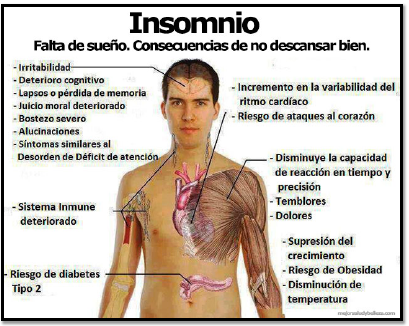 Insomnio
Falta de sueño. Consecuencias de no descansar bien.
- Irritabilidad
- Deterioro cognitivo
- Lapsos o pérdida de memoria
- Juicio moral deteriorado
- Bostezo severo
- Alucinaciones
- Síntomas similares al
Desorden de Déficit de atención
- Sistema Inmune
deteriorado
- Riesgo de diabetes
Tipo 2
- Incremento en la variabilidad del
ritmo cardíaco
- Riesgo de ataques al corazón
- Disminuye la capacidad
de reacción en tiempo y
precisión
- Temblores
- Dolores
- Supresión del
crecimiento
- Riesgo de Obesidad
- Disminución de
temperatura